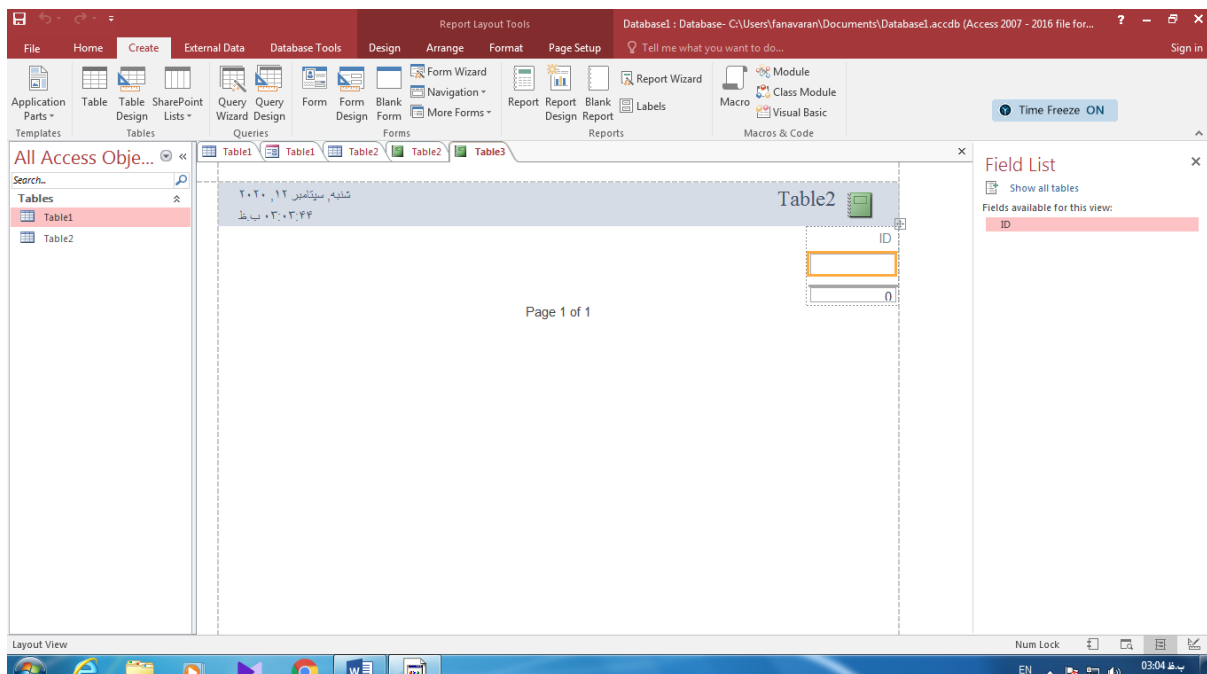 Report Layout Tools
Database1 : Database- C:\Users\fanavaran\Documents\Database1.accdb (Access 2007 - 2016 file for...
?
File Home Create External Data Database Tools Design Arrange Format Page Setup Tell me what you want to do... Sign in
Application Parts
Table
Table Design
SharePoint Lists
Query Wizard
Query Design
Form
Form Design
Blank Form
Form Wizard
Navigation
More Forms
Report
Report Design
Blank Report
Report Wizard
Labels
Macro
Module
Class Module
Visual Basic
Time Freeze ON
Templates Tables Queries Forms Reports Macros & Code
All Access Obje... «
Search...
Tables
Table1
Table2
Table1 Table1 Table2 Table2 Table3
شنبه, سپتامبر ۱۲, ۲۰۲۰
۰۳:۰۳:۴۴ ب.ظ
Table2
ID
0
Page 1 of 1
Field List
Show all tables
Fields available for this view:
ID
Layout View
Num Lock
W
EN
03:04 ب.ظ